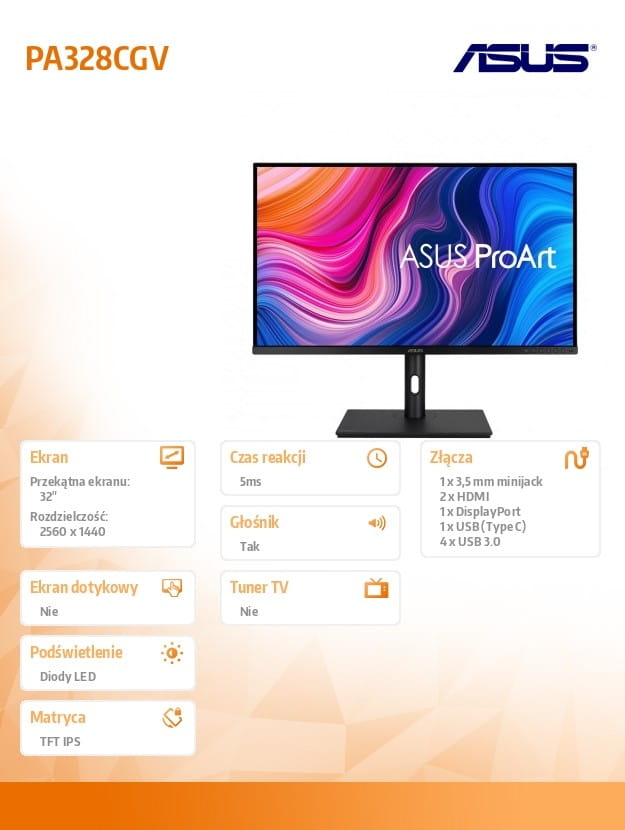 PA328CGV
ASUS®
ASUS ProArt
ASUS
Ekran
Przekątna ekranu:
32"
Rozdzielczość:
2560 x 1440
Czas reakcji
5ms
Głośnik
Tak
Złącza
1 x 3,5 mm minijack
2 x HDMI
1 x DisplayPort
1 x USB (Type C)
4 x USB 3.0
Ekran dotykowy
Nie
Tuner TV
Nie
Podświetlenie
Diody LED
Matryca
TFT IPS